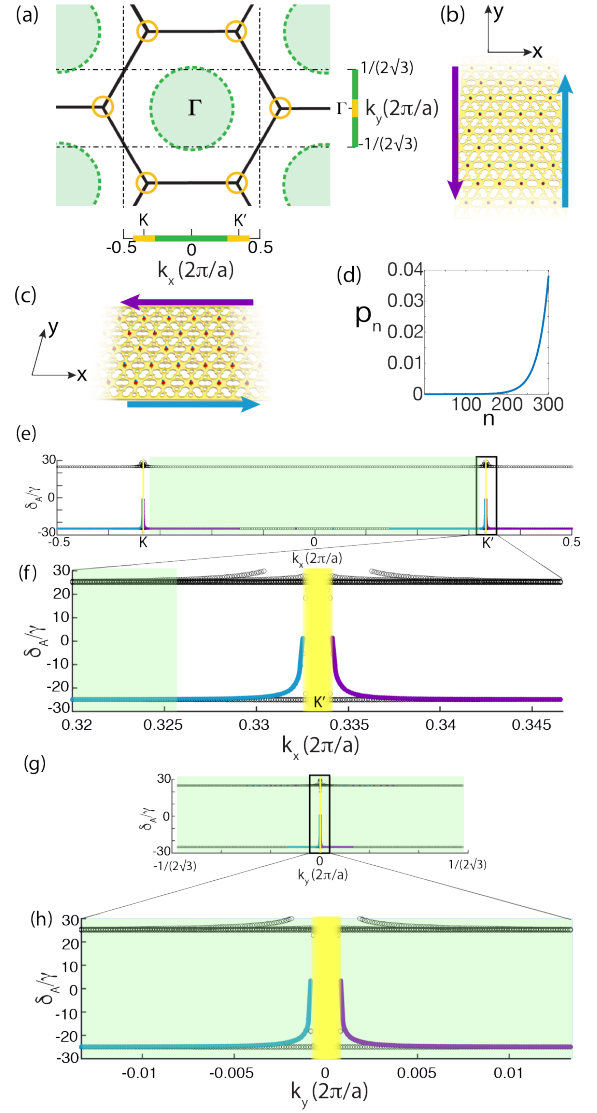 (a)
Γ
1/(2√3)
Γ
k_y(2π/a)
-1/(2√3)
K
K'
-0.5
0
0.5
k_x(2π/a)
(b)
y
x
(c)
y
x
(d)
0.04
0.03
0.02
0.01
0
p_n
100
200
300
n
(e)
30
0
-30
δ_A/γ
-0.5
K
0
K'
0.5
k_x(2π/a)
(f)
30
20
10
0
-10
-20
-30
δ_A/γ
K'
0.32
0.325
0.33
0.335
0.34
0.345
k_x(2π/a)
(g)
30
0
-30
δ_A/γ
-1/(2√3)
0
1/(2√3)
k_y(2π/a)
(h)
30
20
10
0
-10
-20
-30
δ_A/γ
-0.01
-0.005
0
0.005
0.01
k_y(2π/a)